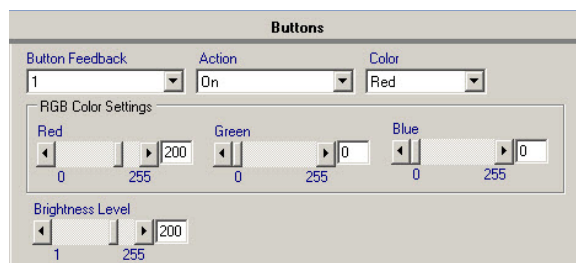 Buttons
Button Feedback Action Color
1 On Red
RGB Color Settings
Red Green Blue
200 0 0
0 255 0 255 0 255
Brightness Level
200
1 255